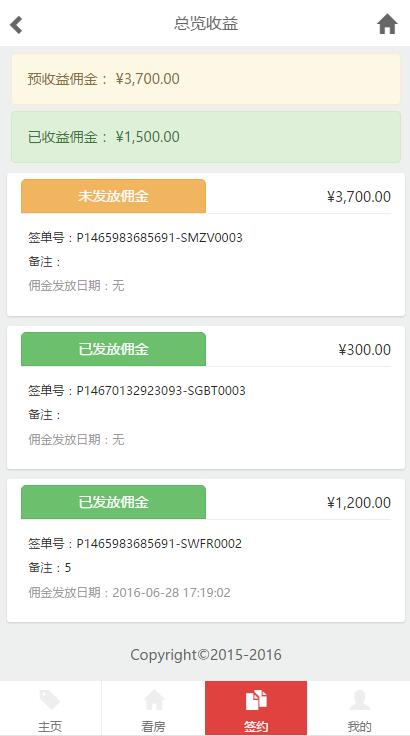 总览收益
预收益佣金： ¥3,700.00
已收益佣金： ¥1,500.00
未发放佣金 ¥3,700.00
签单号：P1465983685691-SMZV0003
备注：
佣金发放日期：无
已发放佣金 ¥300.00
签单号：P14670132923093-SGBT0003
备注：
佣金发放日期：无
已发放佣金 ¥1,200.00
签单号：P1465983685691-SWFR0002
备注：5
佣金发放日期：2016-06-28 17:19:02
Copyright©2015-2016
主页 看房 签约 我的